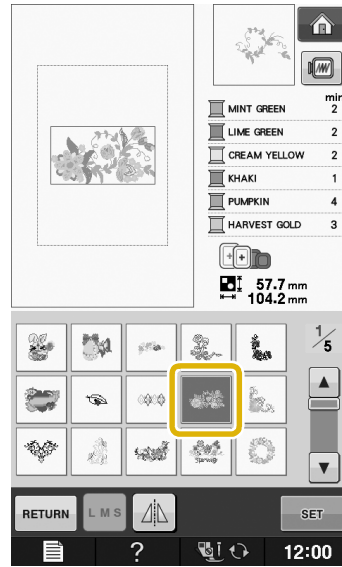 min
MINT GREEN 2
LIME GREEN 2
CREAM YELLOW 2
KHAKI 1
PUMPKIN 4
HARVEST GOLD 3
57.7 mm
104.2 mm
1/5
RETURN
L M S
SET
?
12:00